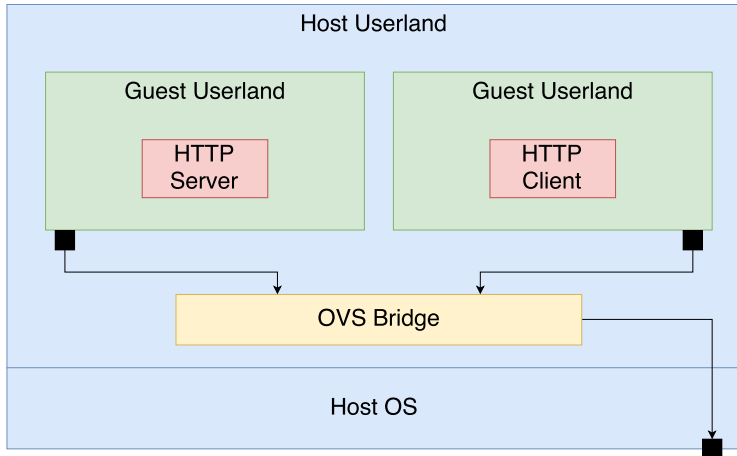 Host Userland
Guest Userland
HTTP
Server
Guest Userland
HTTP
Client
OVS Bridge
Host OS